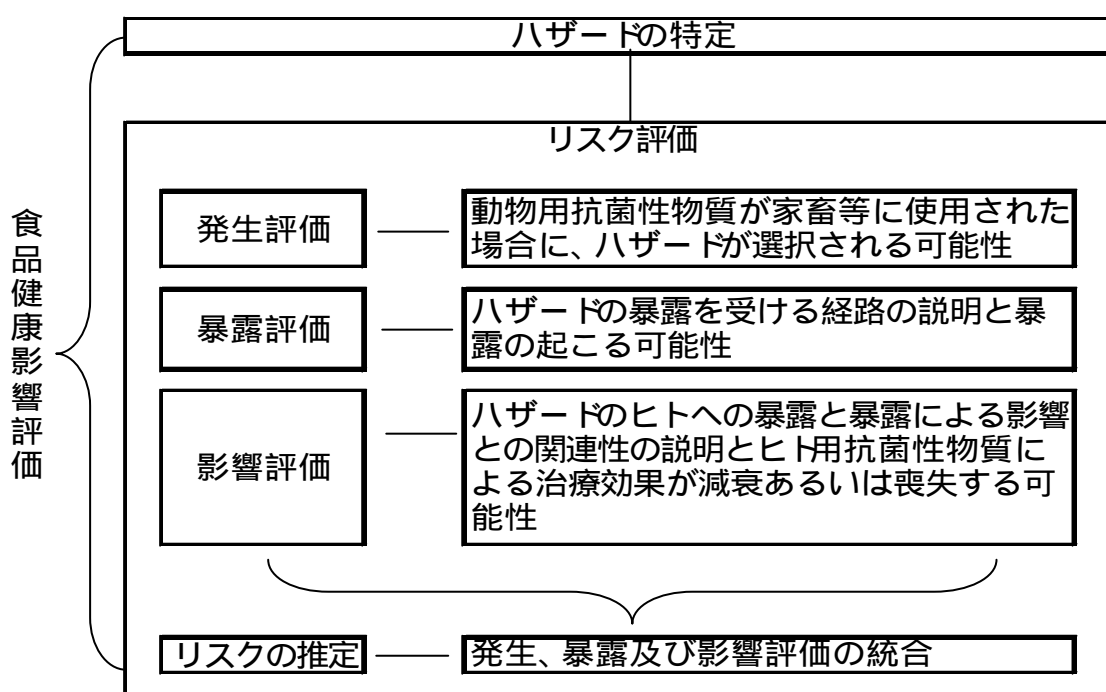 ハザードの特定
リスク評価
食品健康影響評価
発生評価
動物用抗菌性物質が家畜等に使用された
場合に、ハザードが選択される可能性
暴露評価
ハザードの暴露を受ける経路の説明と暴
露の起こる可能性
影響評価
ハザードのヒトへの暴露と暴露による影響
との関連性の説明とヒト用抗菌性物質に
よる治療効果が減衰あるいは喪失する可
能性
リスクの推定
発生、暴露及び影響評価の統合